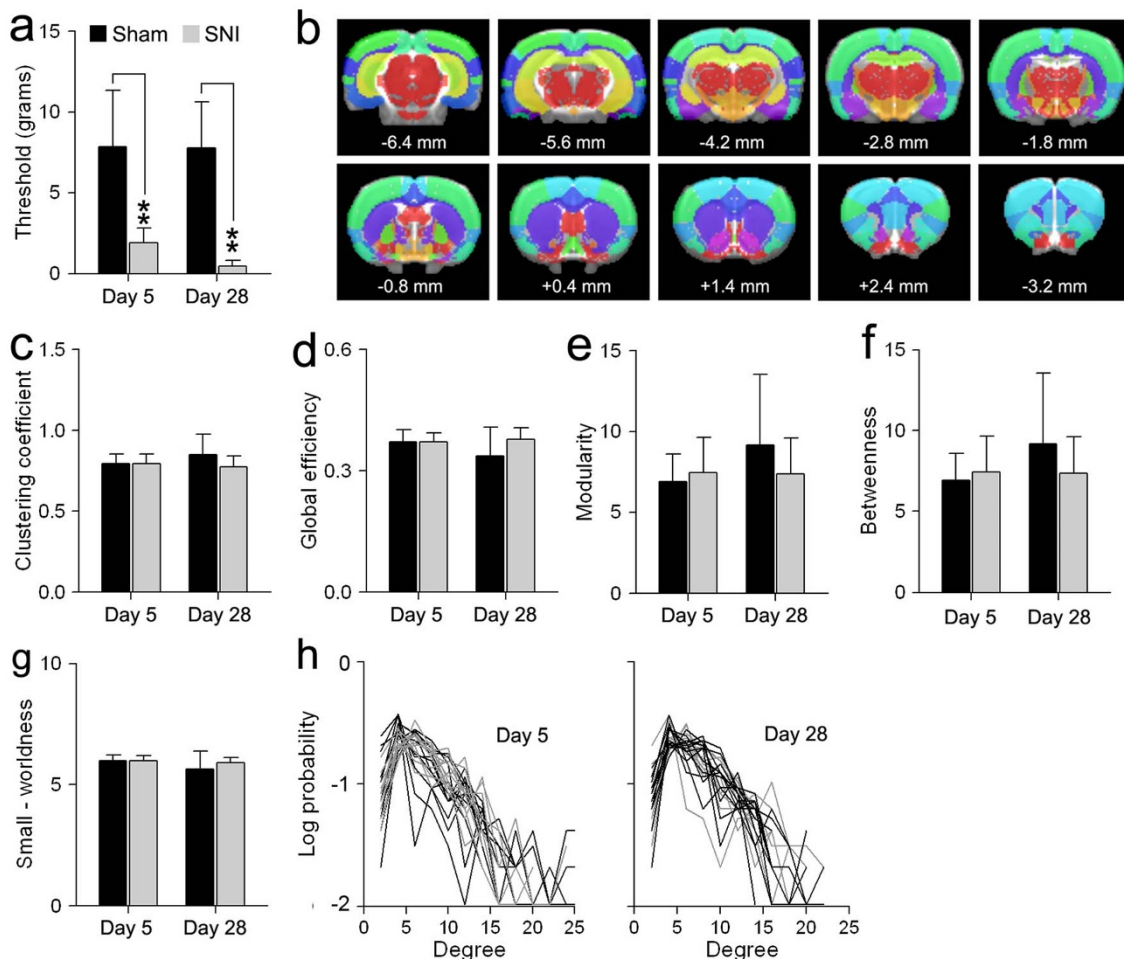 a
15
10
5
0
Threshold (grams)
Sham SNI
**
**
Day 5 Day 28
b
-6.4 mm -5.6 mm -4.2 mm -2.8 mm -1.8 mm
-0.8 mm +0.4 mm +1.4 mm +2.4 mm -3.2 mm
c
1.5
1.0
0.5
0.0
Clustering coefficient
Day 5 Day 28
d
0.6
0.3
0.0
Global efficiency
Day 5 Day 28
e
15
10
5
0
Modularity
Day 5 Day 28
f
15
10
5
0
Betweenness
Day 5 Day 28
g
10
5
0
Small - worldness
Day 5 Day 28
h
0
-1
-2
Log probability
Day 5
0 5 10 15 20 25
Degree
Day 28
0 5 10 15 20 25
Degree